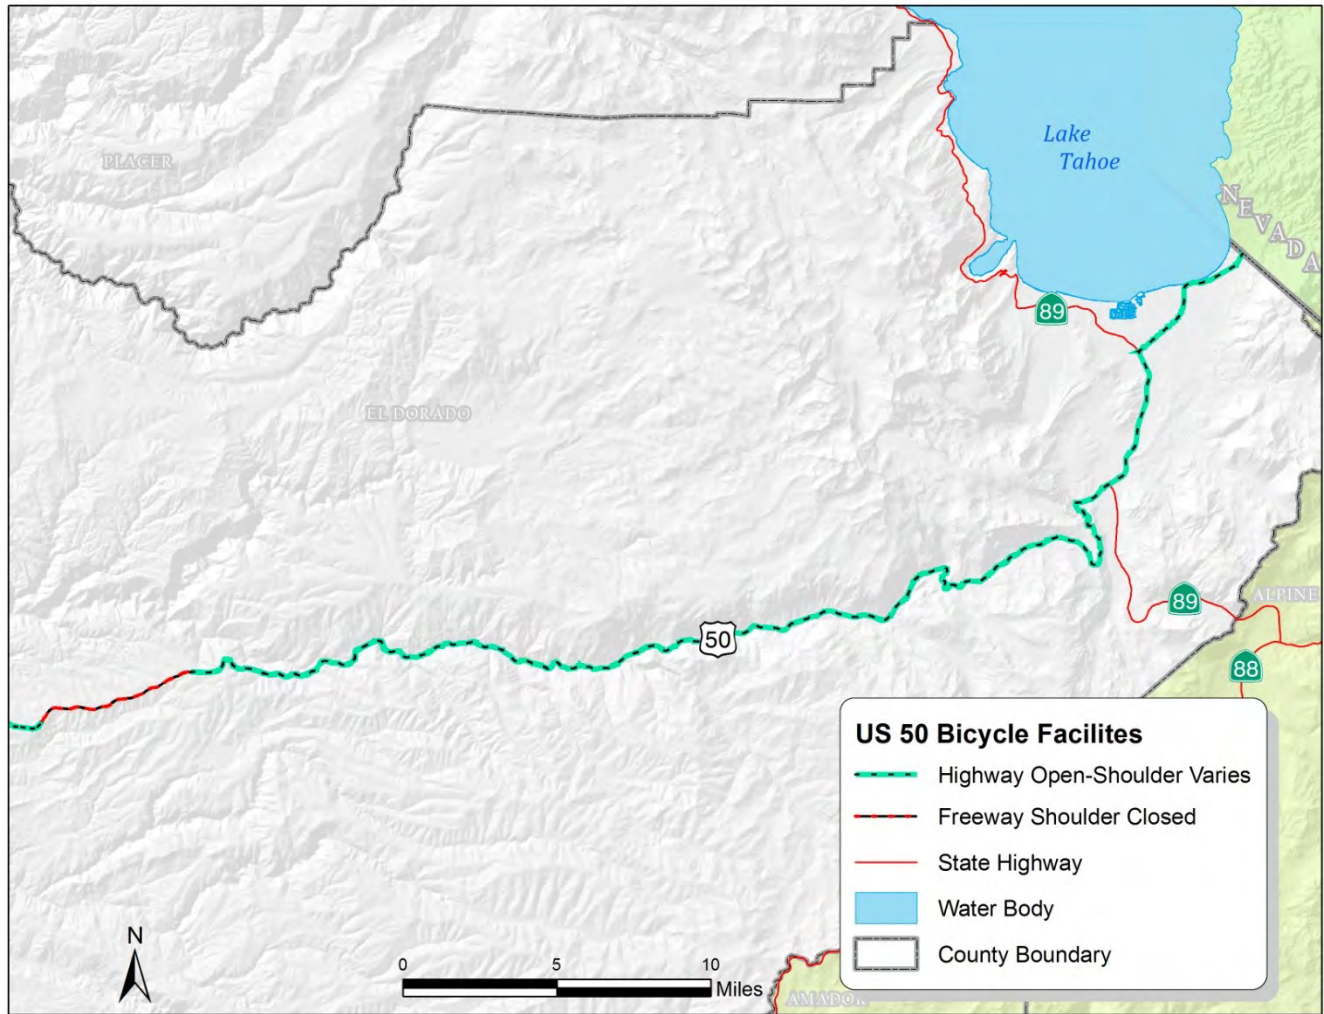 Lake
Tahoe
PLACER
NEVADA
89
EL DORADO
89
ALPINE
50
88
US 50 Bicycle Facilites
Highway Open-Shoulder Varies
Freeway Shoulder Closed
State Highway
Water Body
County Boundary
N
0 5 10
Miles
AMADOR